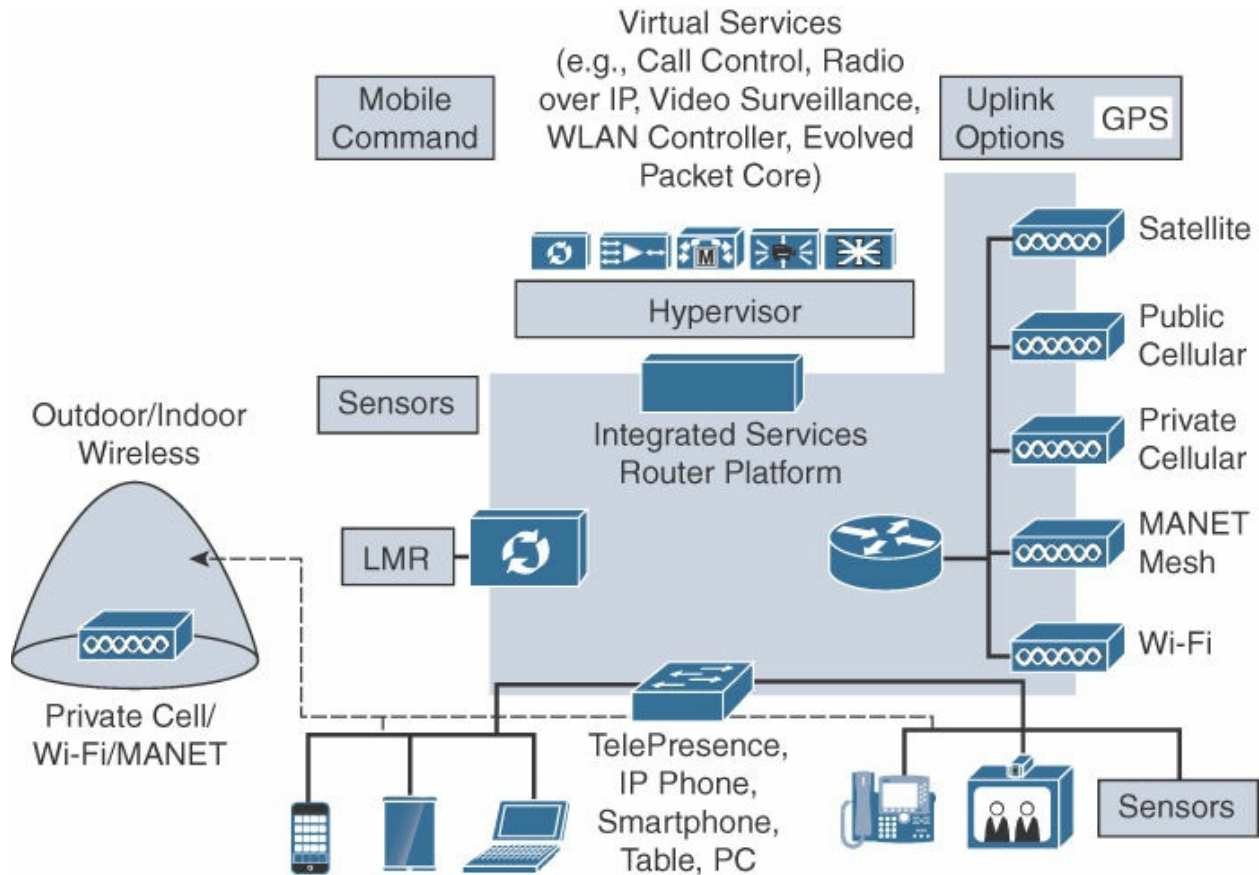 Virtual Services
(e.g., Call Control, Radio
over IP, Video Surveillance,
WLAN Controller, Evolved
Packet Core)
Mobile
Command
Uplink
Options
GPS
Satellite
Hypervisor
Public
Cellular
Sensors
Outdoor/Indoor
Wireless
Integrated Services
Router Platform
Private
Cellular
LMR
MANET
Mesh
M
Wi-Fi
Private Cell/
Wi-Fi/MANET
TelePresence,
IP Phone,
Smartphone,
Table, PC
Sensors